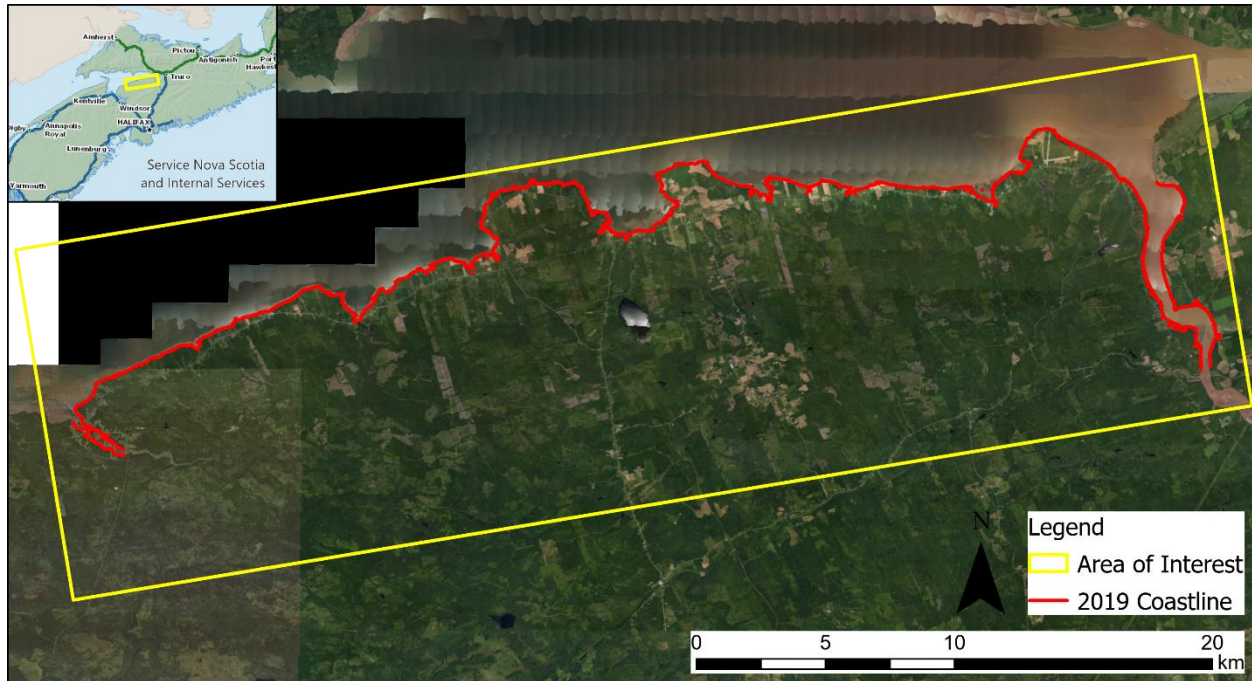 Amherst
Pictou
Antigonish
Port
Hawkesb
Truro
Kentville
Windsor
HALIFAX
Digby
Annapolis
Royal
Lunenburg
Yarmouth
Service Nova Scotia
and Internal Services
N
Legend
Area of Interest
2019 Coastline
0
5
10
20
km